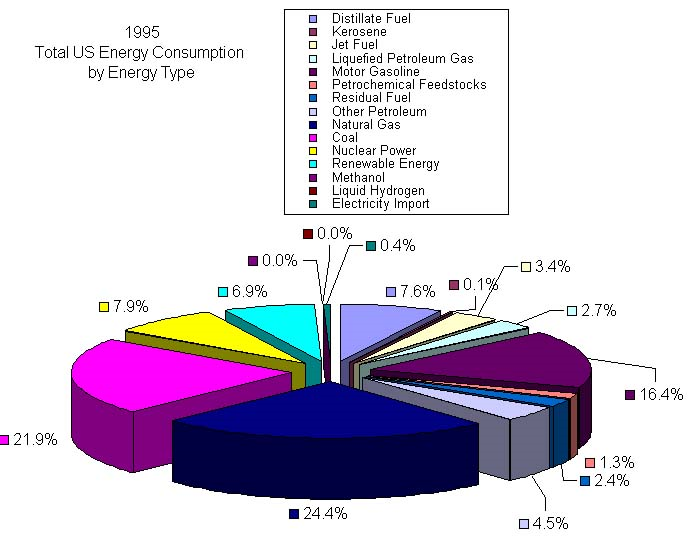 1995
Total US Energy Consumption
by Energy Type
Distillate Fuel
Kerosene
Jet Fuel
Liquefied Petroleum Gas
Motor Gasoline
Petrochemical Feedstocks
Residual Fuel
Other Petroleum
Natural Gas
Coal
Nuclear Power
Renewable Energy
Methanol
Liquid Hydrogen
Electricity Import
0.0%
0.4%
0.0%
3.4%
0.1%
7.6%
6.9%
7.9%
2.7%
16.4%
21.9%
1.3%
2.4%
24.4%
4.5%